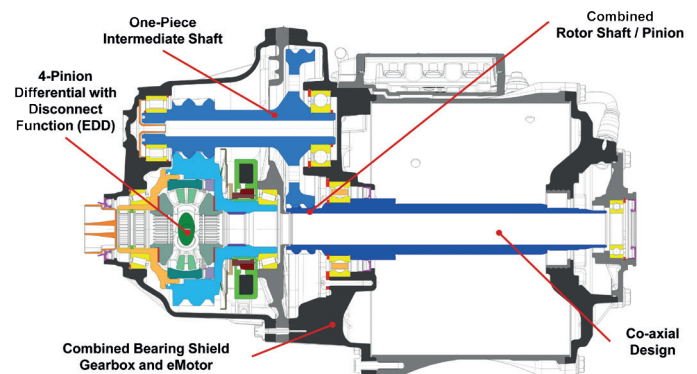 One-Piece
Intermediate Shaft
Combined
Rotor Shaft / Pinion
4-Pinion
Differential with
Disconnect
Function (EDD)
Combined Bearing Shield
Gearbox and eMotor
Co-axial
Design